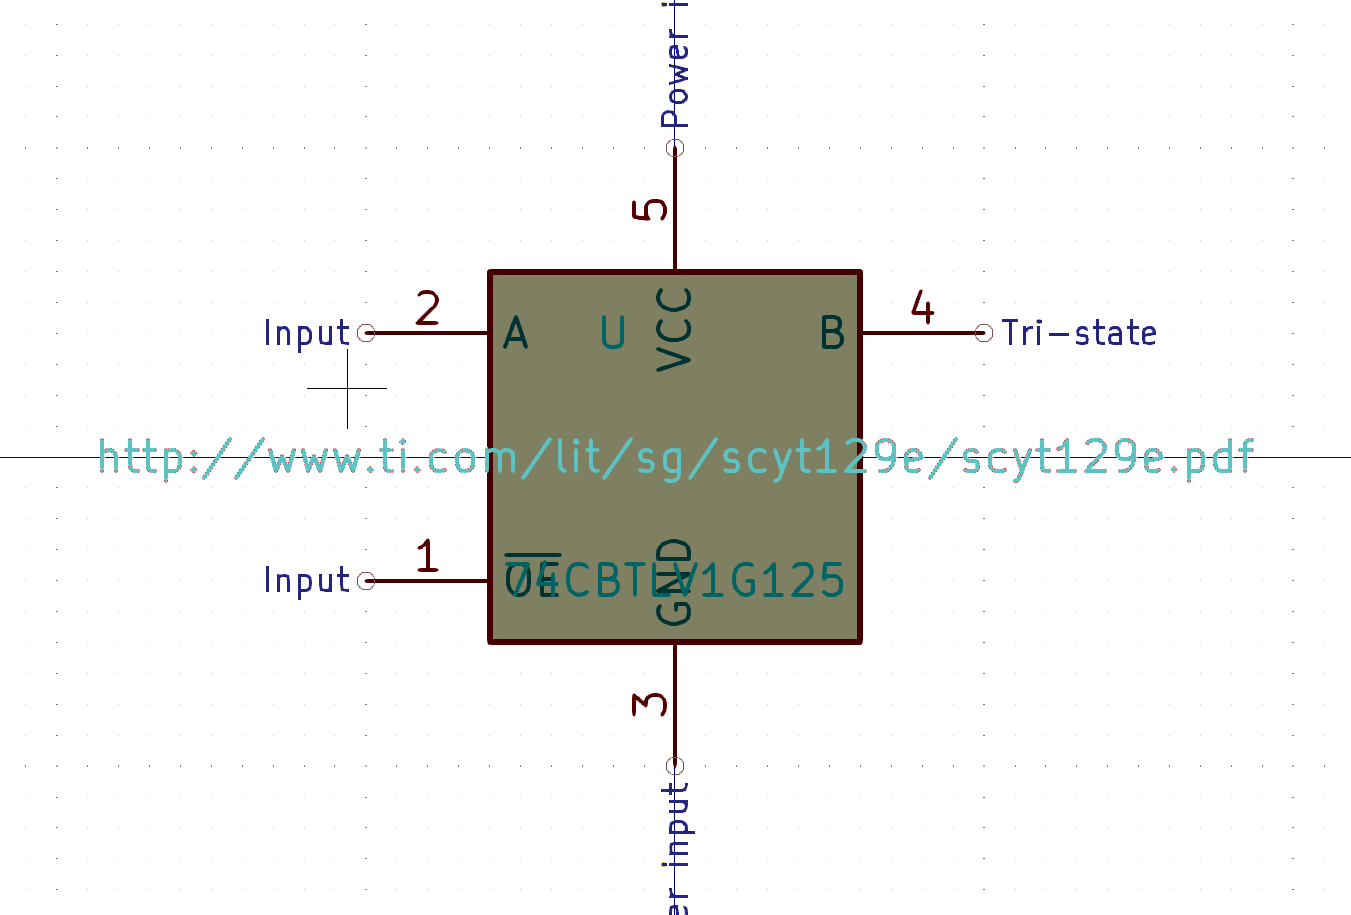 Power i
5
2
4
Input
A
U
VCC
B
Tri-state
http://www.ti.com/lit/sg/scyt129e/scyt129e.pdf
1
Input
OE
74CBTLV1G125
GND
3
er input